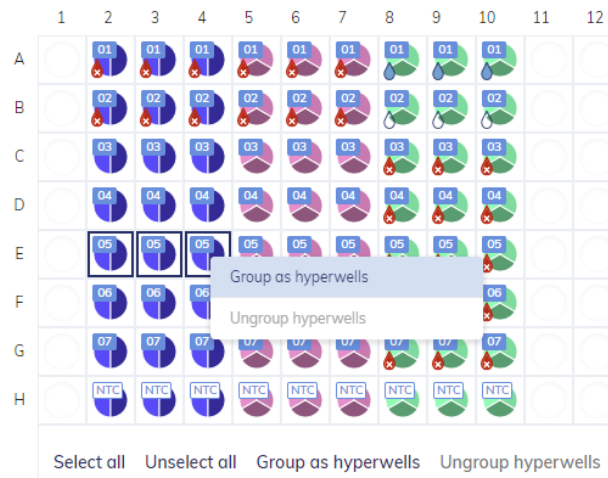 1 2 3 4 5 6 7 8 9 10 11 12
A 01 01 01 01 01 01 01 01 01
B 02 02 02 02 02 02 02 02 02
C 03 03 03 03 03 03 03 03 03
D 04 04 04 04 04 04 04 04 04
E 05 05 05 05 05 05 05 05 05
Group as hyperwells
F 06 06 06 06
Ungroup hyperwells
G 07 07 07 07 07 07 07 07 07
H NTC NTC NTC NTC NTC NTC NTC NTC NTC
Select all Unselect all Group as hyperwells Ungroup hyperwells